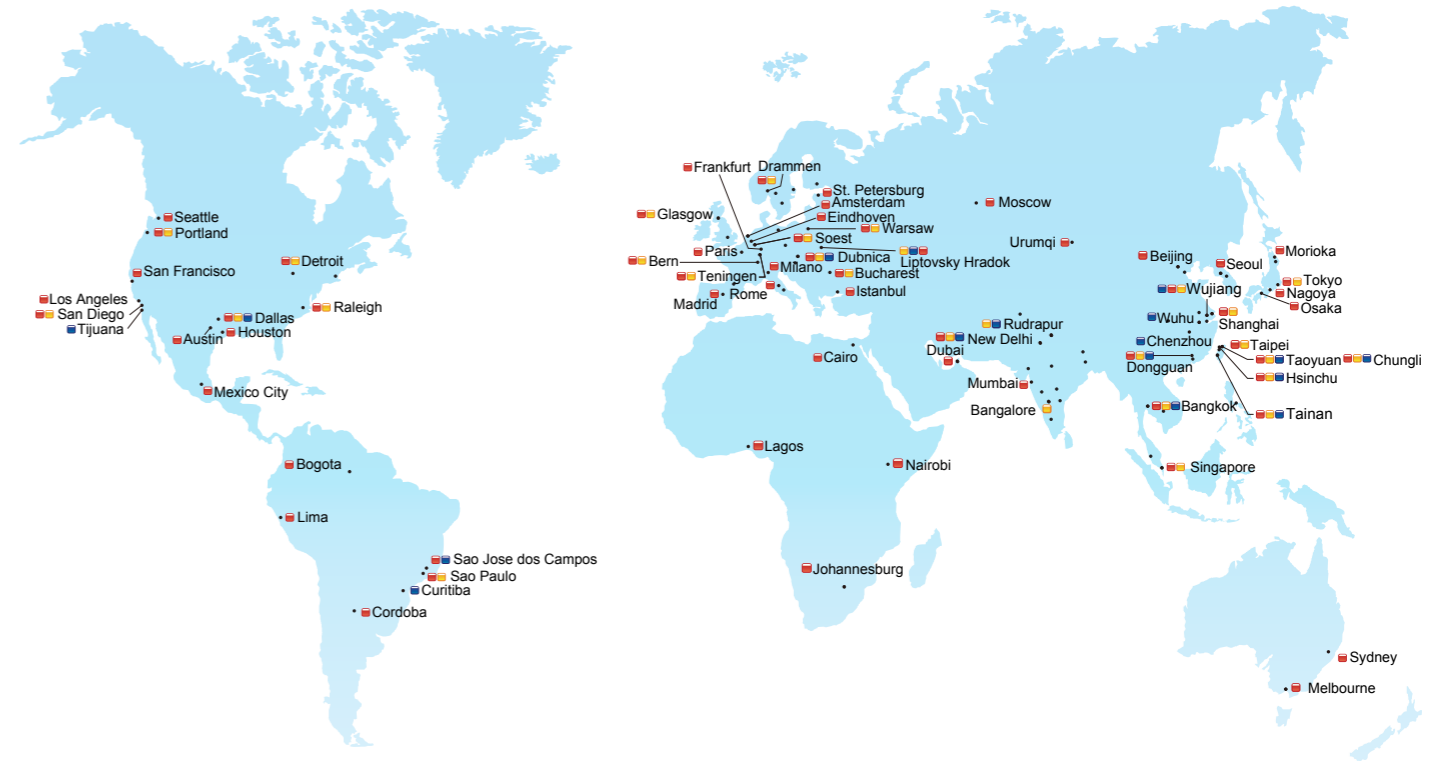 Seattle
Portland
San Francisco
Detroit
Los Angeles
San Diego
Tijuana
Raleigh
Dallas
Austin
Houston
Mexico City
Bogota
Lima
Sao Jose dos Campos
Sao Paulo
Curitiba
Cordoba
Frankfurt
Drammen
St. Petersburg
Amsterdam
Eindhoven
Glasgow
Warsaw
Soest
Paris
Dubnica
Liptovsky Hradok
Bern
Milano
Teningen
Bucharest
Rome
Madrid
Istanbul
Moscow
Urumqi
Cairo
Lagos
Nairobi
Johannesburg
Rudrapur
New Delhi
Dubai
Mumbai
Bangalore
Beijing
Seoul
Morioka
Tokyo
Nagoya
Osaka
Wujiang
Wuhu
Shanghai
Chenzhou
Taipei
Dongguan
Taoyuan
Chungli
Hsinchu
Bangkok
Tainan
Singapore
Sydney
Melbourne